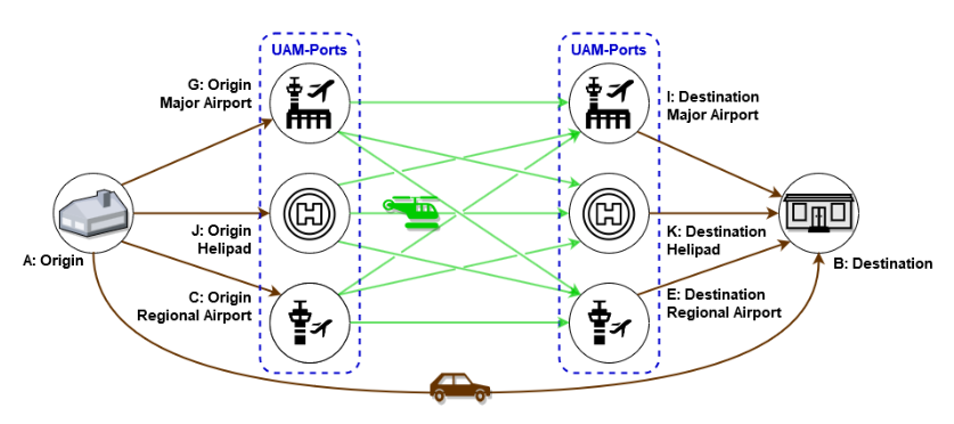 UAM-Ports
UAM-Ports
G: Origin
Major Airport
I: Destination
Major Airport
J: Origin
Helipad
K: Destination
Helipad
A: Origin
B: Destination
C: Origin
Regional Airport
E: Destination
Regional Airport